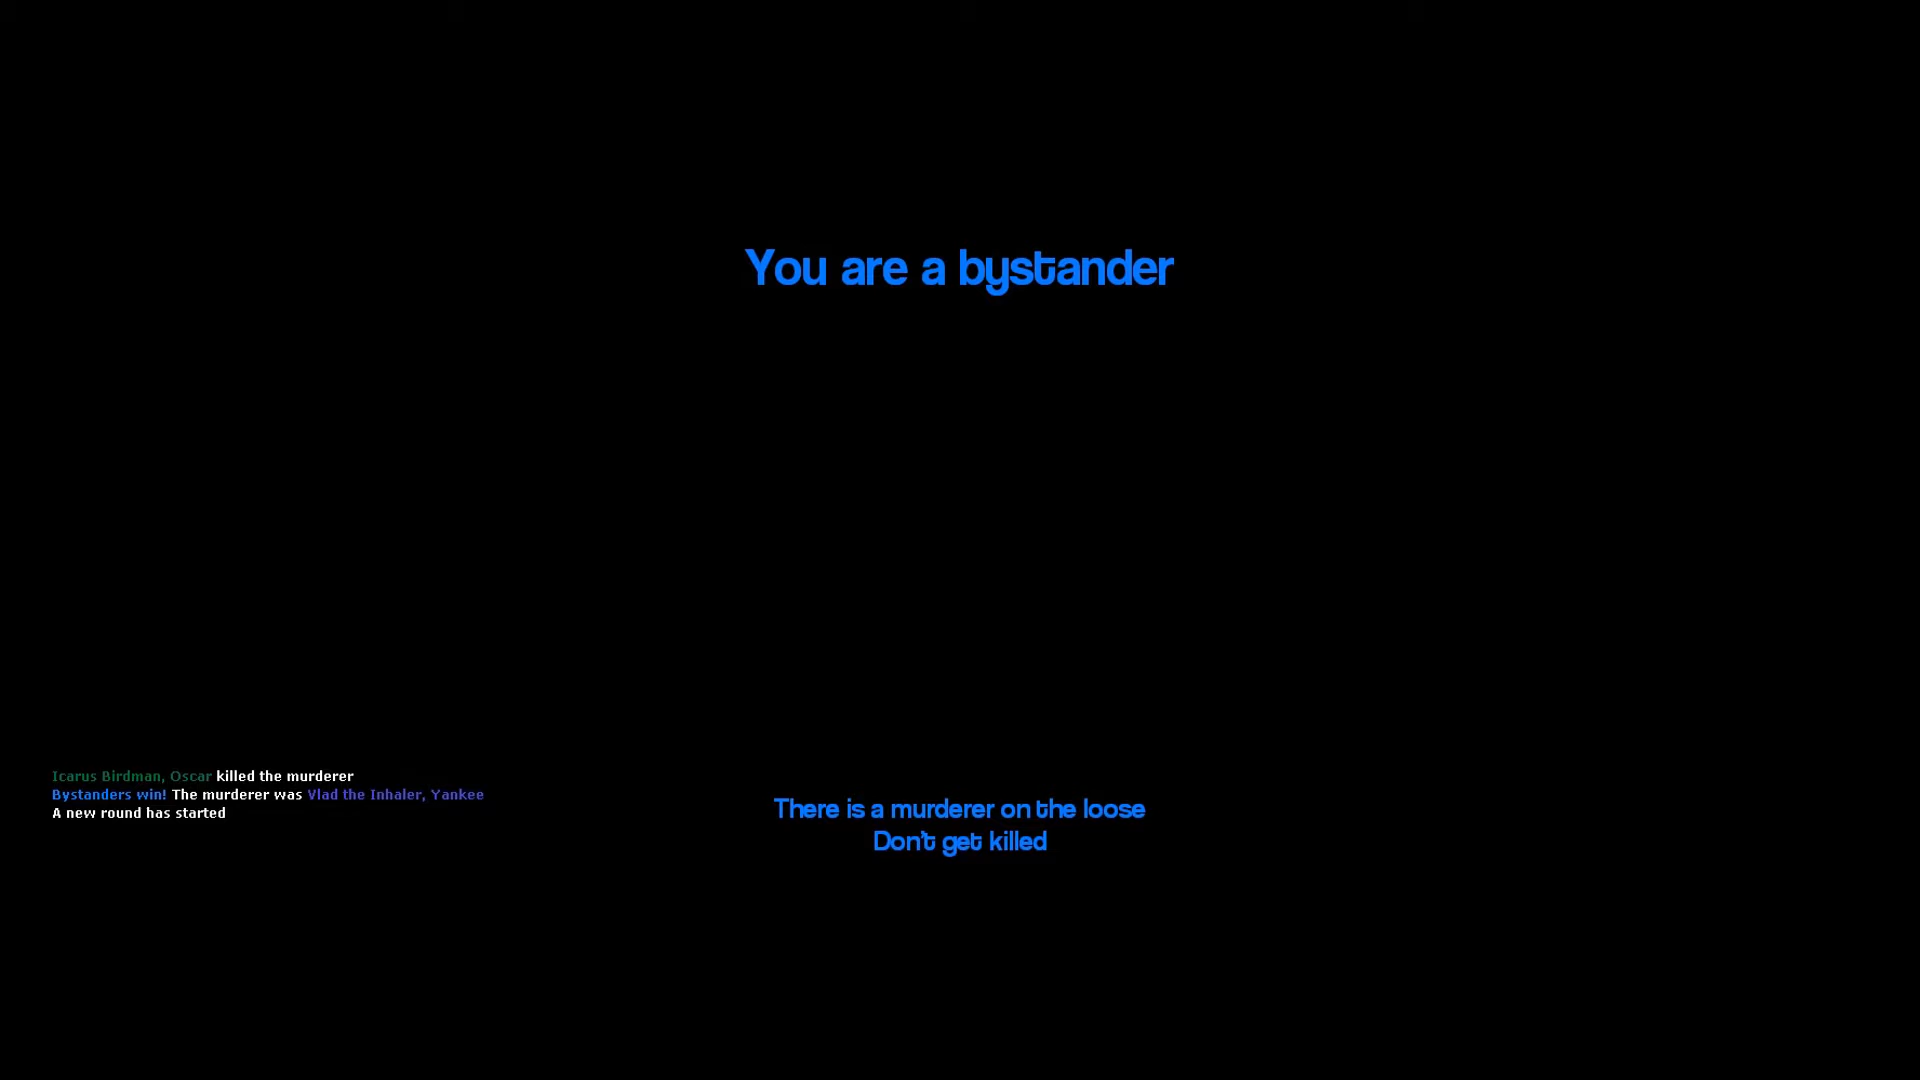 You are a bystander
Icarus Birdman, Oscar killed the murderer
Bystanders win! The murderer was Vlad the Inhaler, Yankee
A new round has started
There is a murderer on the loose
Don't get killed